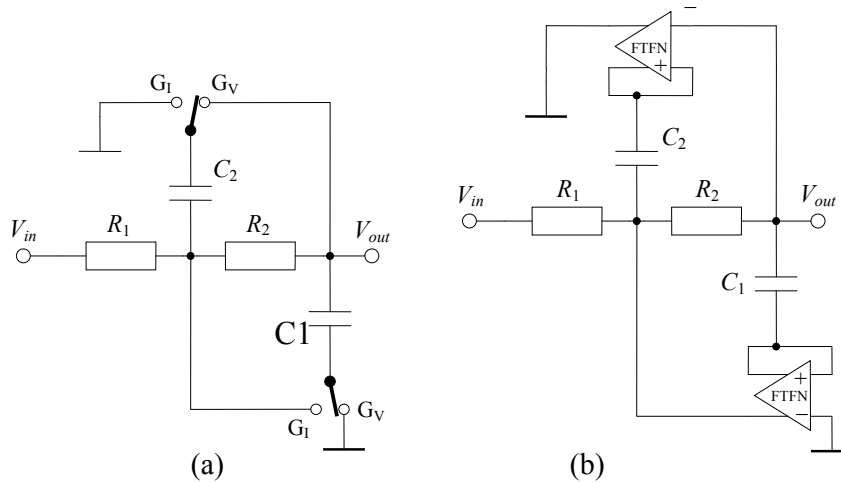 G_I
G_V
C_2
V_in
R_1
R_2
V_out
C1
G_I
G_V
(a)
−
FTFN
+
C_2
V_in
R_1
R_2
V_out
C_1
+
FTFN
−
(b)